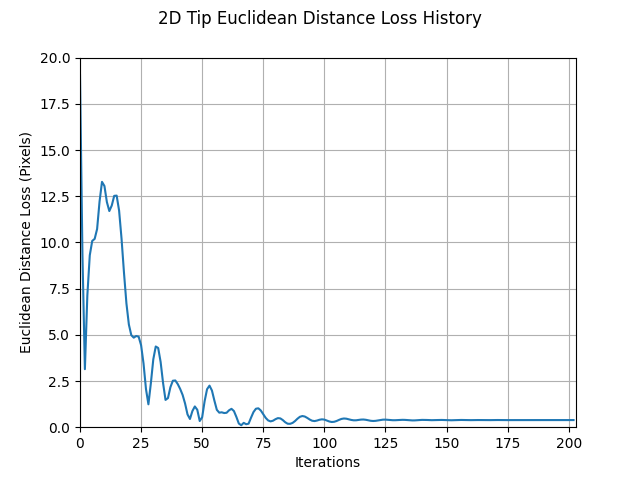 2D Tip Euclidean Distance Loss History
20.0
17.5
15.0
12.5
10.0
7.5
5.0
2.5
0.0
Euclidean Distance Loss (Pixels)
0 25 50 75 100 125 150 175 200
Iterations